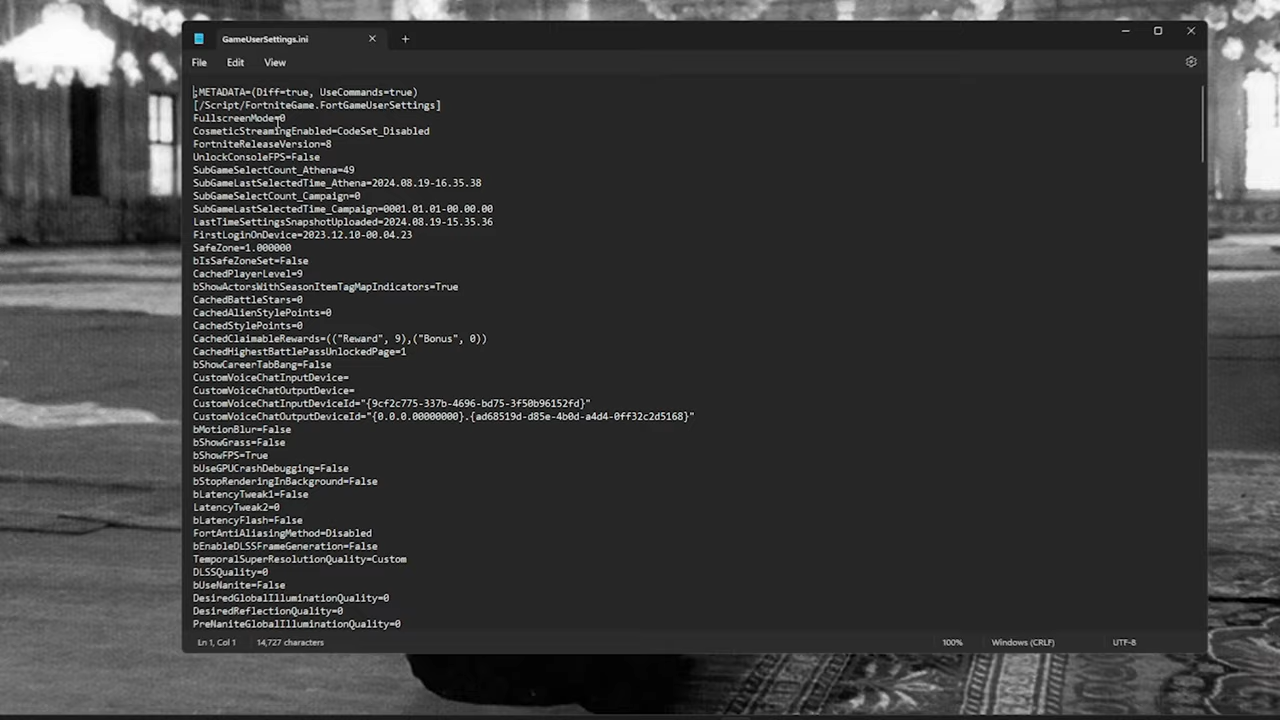 GameUserSettings.ini
File Edit View
;METADATA=(Diff=true, UseCommands=true)
[/Script/FortniteGame.FortGameUserSettings]
FullscreenMode=0
CosmeticStreamingEnabled=CodeSet_Disabled
FortniteReleaseVersion=8
UnlockConsoleFPS=False
SubGameSelectCount_Athena=49
SubGameLastSelectedTime_Athena=2024.08.19-16.35.38
SubGameSelectCount_Campaign=0
SubGameLastSelectedTime_Campaign=0001.01.01-00.00.00
LastTimeSettingsSnapshotUploaded=2024.08.19-15.35.36
FirstLoginOnDevice=2023.12.10-00.04.23
SafeZone=1.000000
bIsSafeZoneSet=False
CachedPlayerLevel=9
bShowActorsWithSeasonItemTagMapIndicators=True
CachedBattleStars=0
CachedAlienStylePoints=0
CachedStylePoints=0
CachedClaimableRewards=(("Reward", 9),("Bonus", 0))
CachedHighestBattlePassUnlockedPage=1
bShowCareerTabBang=False
CustomVoiceChatInputDevice=
CustomVoiceChatOutputDevice=
CustomVoiceChatInputDeviceId="{9cf2c775-337b-4696-bd75-3f50b96152fd}"
CustomVoiceChatOutputDeviceId="{0.0.0.00000000}.{ad68519d-d85e-4b0d-a4d4-0ff32c2d5168}"
bMotionBlur=False
bShowGrass=False
bShowFPS=True
bUseGPUCrashDebugging=False
bStopRenderingInBackground=False
bLatencyTweak1=False
LatencyTweak2=0
bLatencyFlash=False
FortAntiAliasingMethod=Disabled
bEnableDLSSFrameGeneration=False
TemporalSuperResolutionQuality=Custom
DLSSQuality=0
bUseNanite=False
DesiredGlobalIlluminationQuality=0
DesiredReflectionQuality=0
PreNaniteGlobalIlluminationQuality=0
Ln 1, Col 1 14,727 characters 100% Windows (CRLF) UTF-8